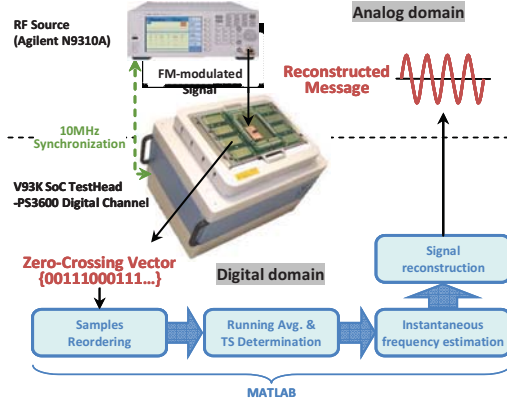 RF Source
(Agilent N9310A)
Analog domain
FM-modulated
Signal
Reconstructed
Message
10MHz
Synchronization
V93K SoC TestHead
-PS3600 Digital Channel
Zero-Crossing Vector
{00111000111...}
Digital domain
Signal
reconstruction
Samples
Reordering
Running Avg. &
TS Determination
Instantaneous
frequency estimation
MATLAB